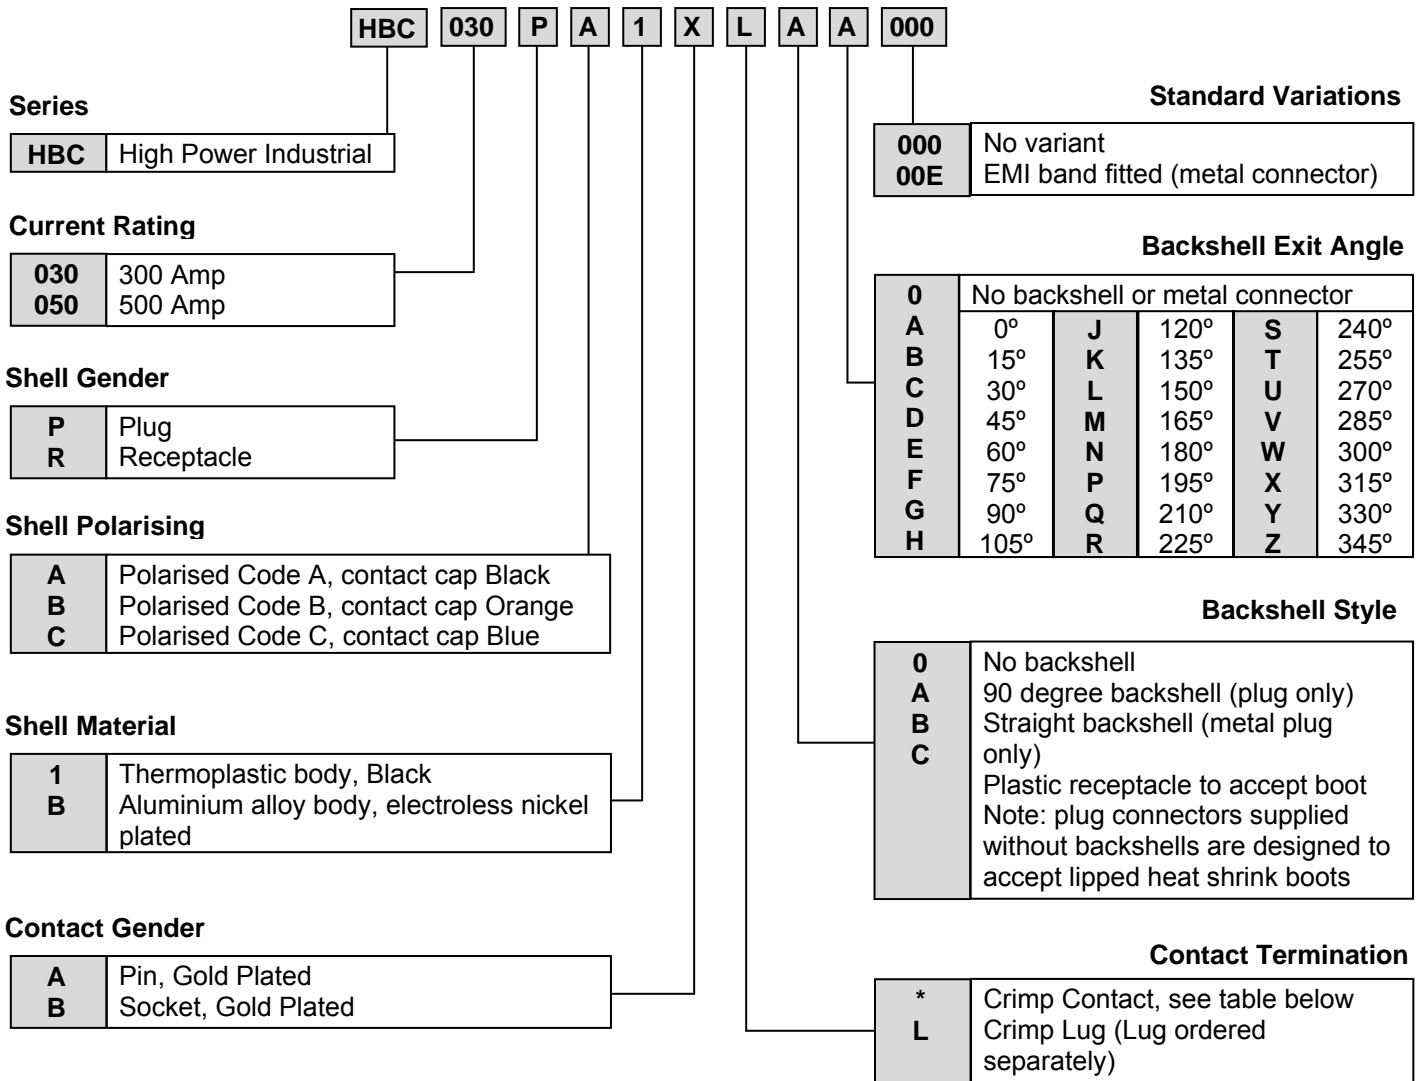 HBC 030 P A 1 X L A A 000
Series
HBC High Power Industrial
Current Rating
030 300 Amp
050 500 Amp
Shell Gender
P Plug
R Receptacle
Shell Polarising
A Polarised Code A, contact cap Black
B Polarised Code B, contact cap Orange
C Polarised Code C, contact cap Blue
Shell Material
1 Thermoplastic body, Black
B Aluminium alloy body, electroless nickel
plated
Contact Gender
A Pin, Gold Plated
B Socket, Gold Plated
Standard Variations
000 No variant
00E EMI band fitted (metal connector)
Backshell Exit Angle
0 No backshell or metal connector
A 0º J 120º S 240º
B 15º K 135º T 255º
C 30º L 150º U 270º
D 45º M 165º V 285º
E 60º N 180º W 300º
F 75º P 195º X 315º
G 90º Q 210º Y 330º
H 105º R 225º Z 345º
Backshell Style
0 No backshell
A 90 degree backshell (plug only)
B Straight backshell (metal plug
C only)
Plastic receptacle to accept boot
Note: plug connectors supplied
without backshells are designed to
accept lipped heat shrink boots
Contact Termination
* Crimp Contact, see table below
L Crimp Lug (Lug ordered
separately)